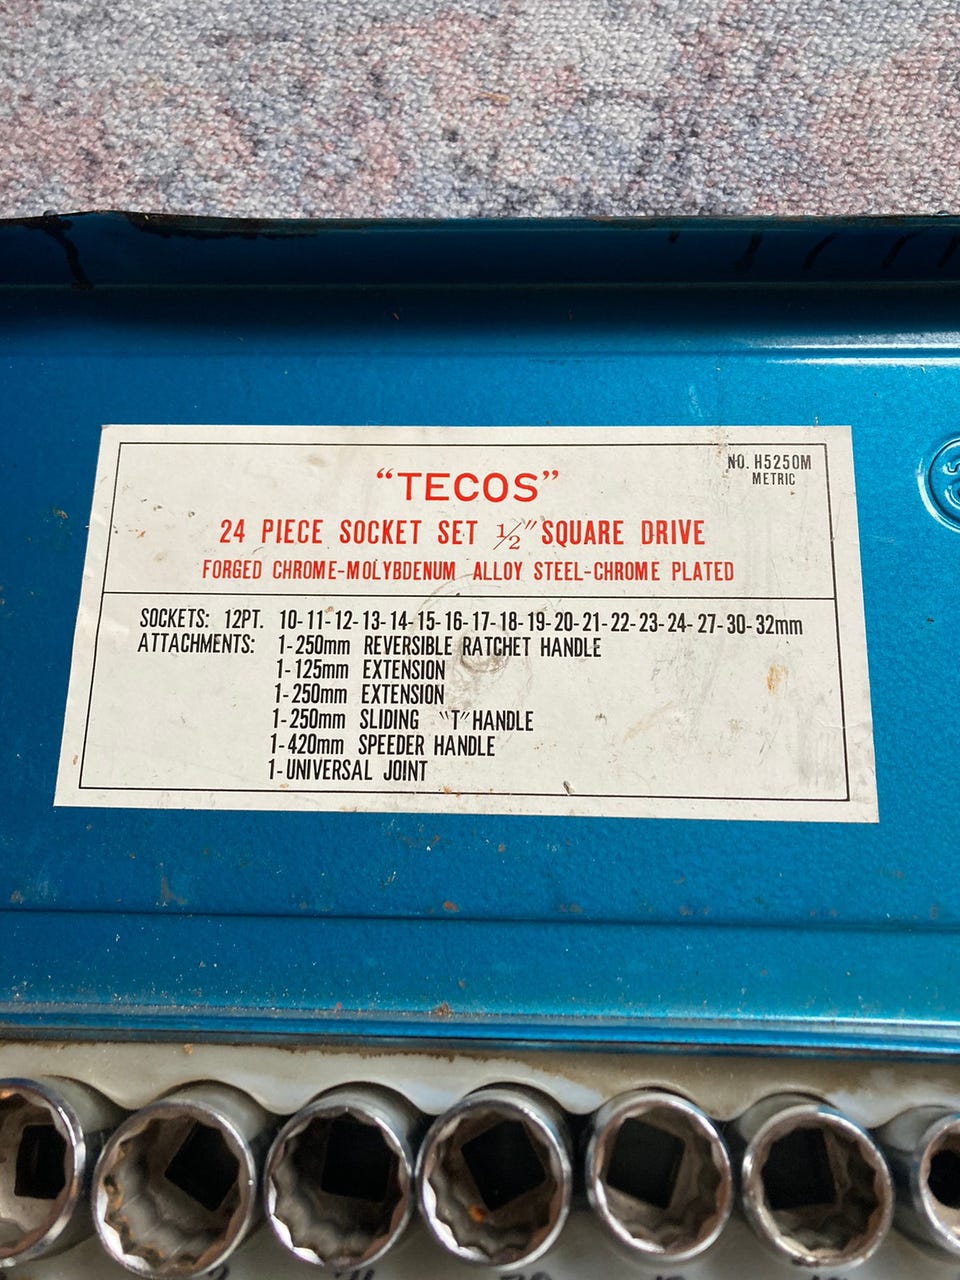 NO. H5250M
METRIC
“TECOS”
24 PIECE SOCKET SET ½″ SQUARE DRIVE
FORGED CHROME-MOLYBDENUM ALLOY STEEL-CHROME PLATED
SOCKETS: 12PT. 10-11-12-13-14-15-16-17-18-19-20-21-22-23-24-27-30-32mm
ATTACHMENTS: 1-250mm REVERSIBLE RATCHET HANDLE
1-125mm EXTENSION
1-250mm EXTENSION
1-250mm SLIDING "T" HANDLE
1-420mm SPEEDER HANDLE
1-UNIVERSAL JOINT